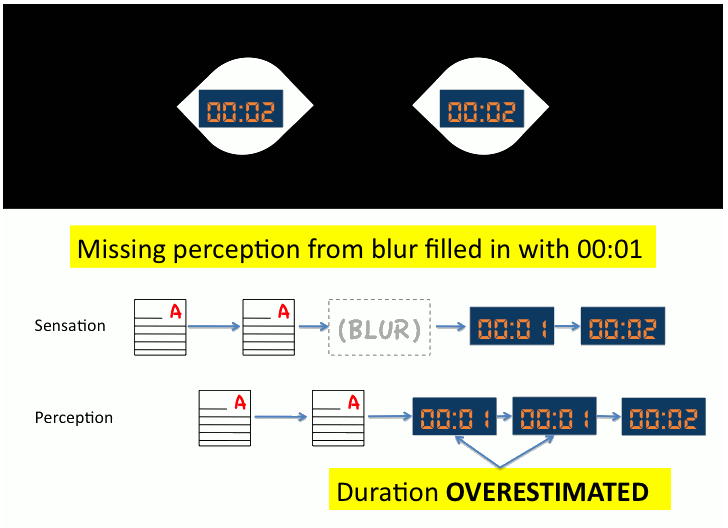 00:02 00:02
Missing perception from blur filled in with 00:01
Sensation A A (BLUR) 00:01 00:02
Perception A A 00:01 00:01 00:02
Duration OVERESTIMATED